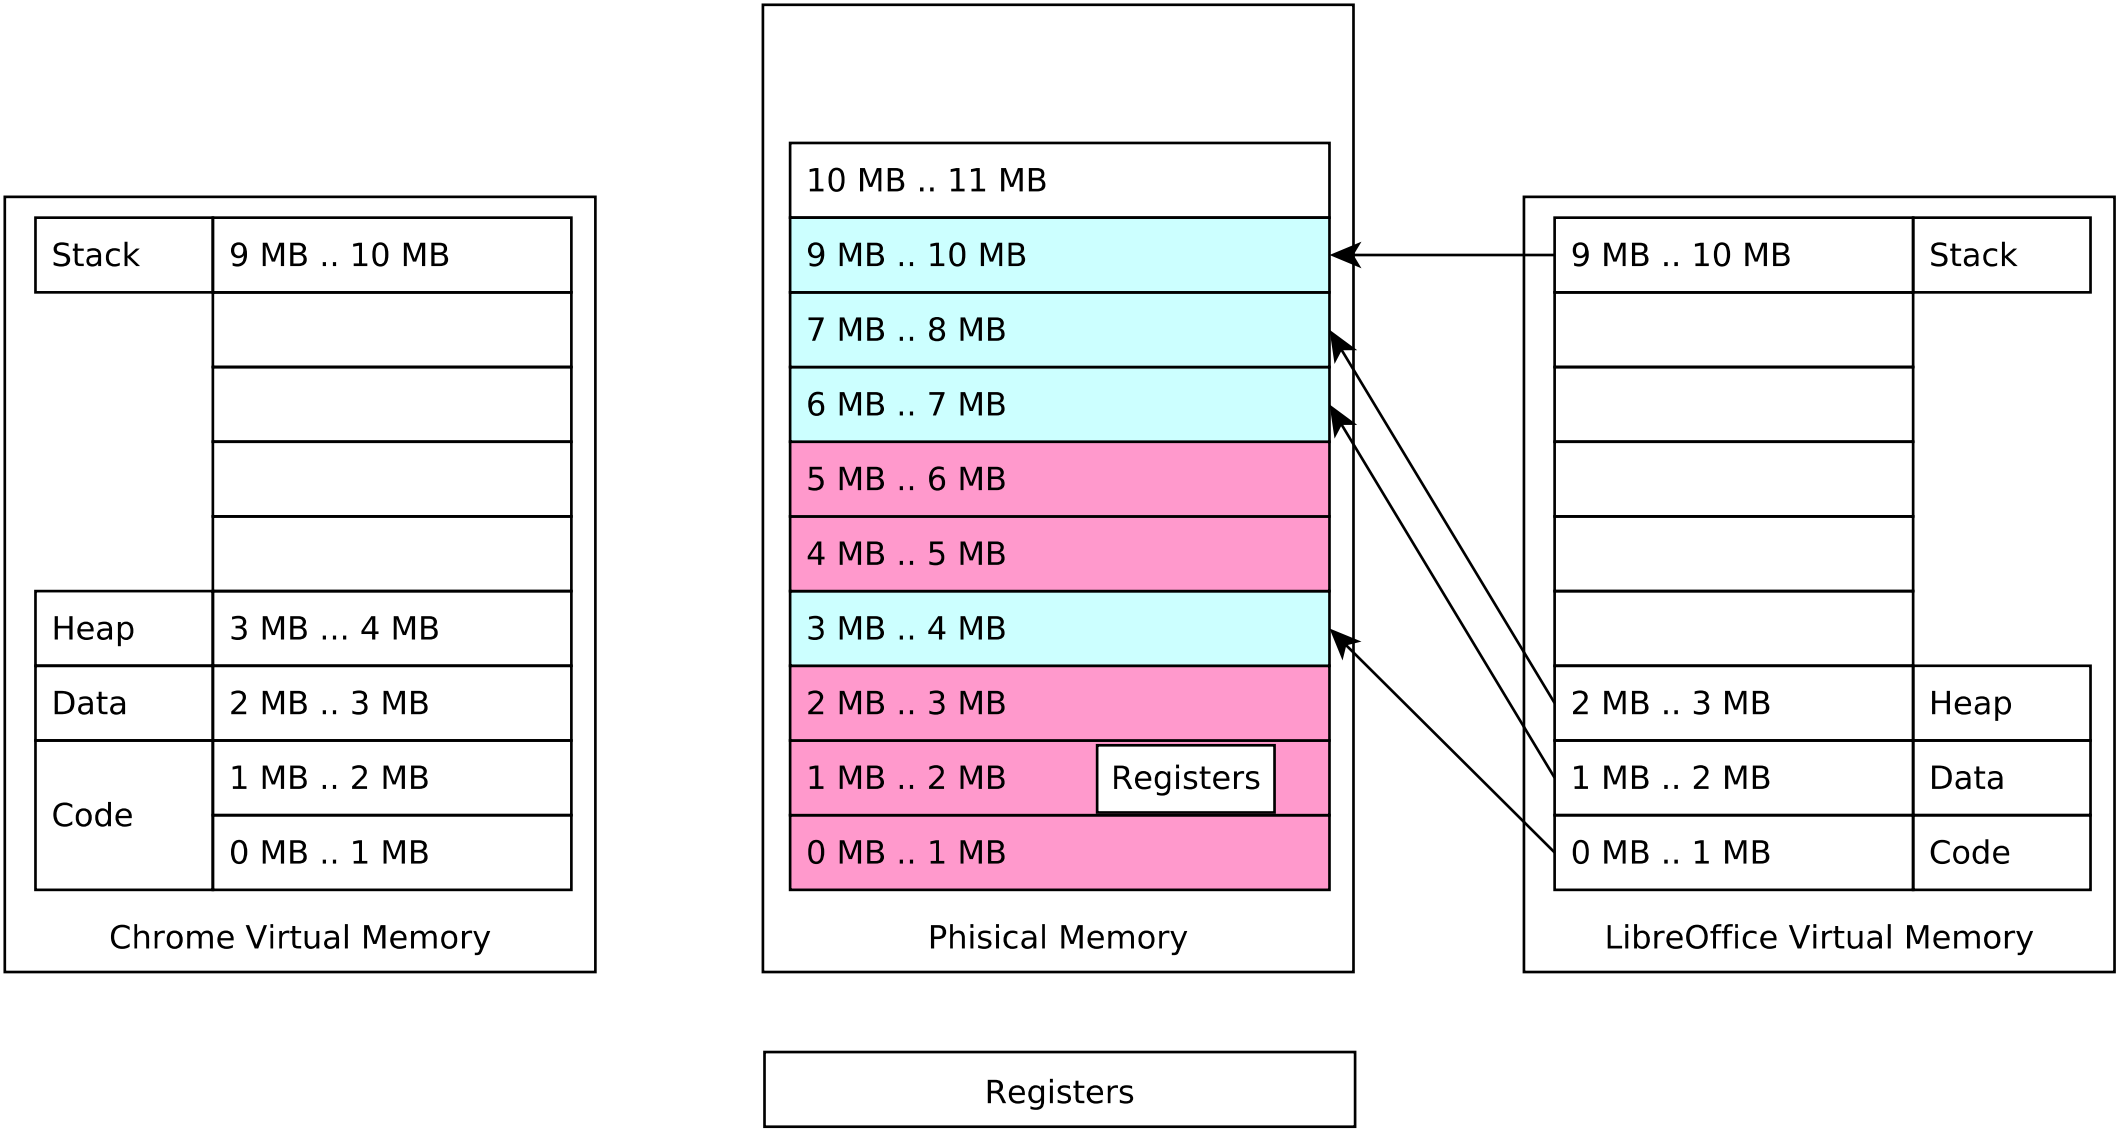 Stack
9 MB .. 10 MB
Heap
3 MB ... 4 MB
Data
2 MB .. 3 MB
Code
1 MB .. 2 MB
0 MB .. 1 MB
Chrome Virtual Memory
10 MB .. 11 MB
9 MB .. 10 MB
7 MB .. 8 MB
6 MB .. 7 MB
5 MB .. 6 MB
4 MB .. 5 MB
3 MB .. 4 MB
2 MB .. 3 MB
1 MB .. 2 MB
Registers
0 MB .. 1 MB
Phisical Memory
9 MB .. 10 MB
Stack
2 MB .. 3 MB
Heap
1 MB .. 2 MB
Data
0 MB .. 1 MB
Code
LibreOffice Virtual Memory
Registers